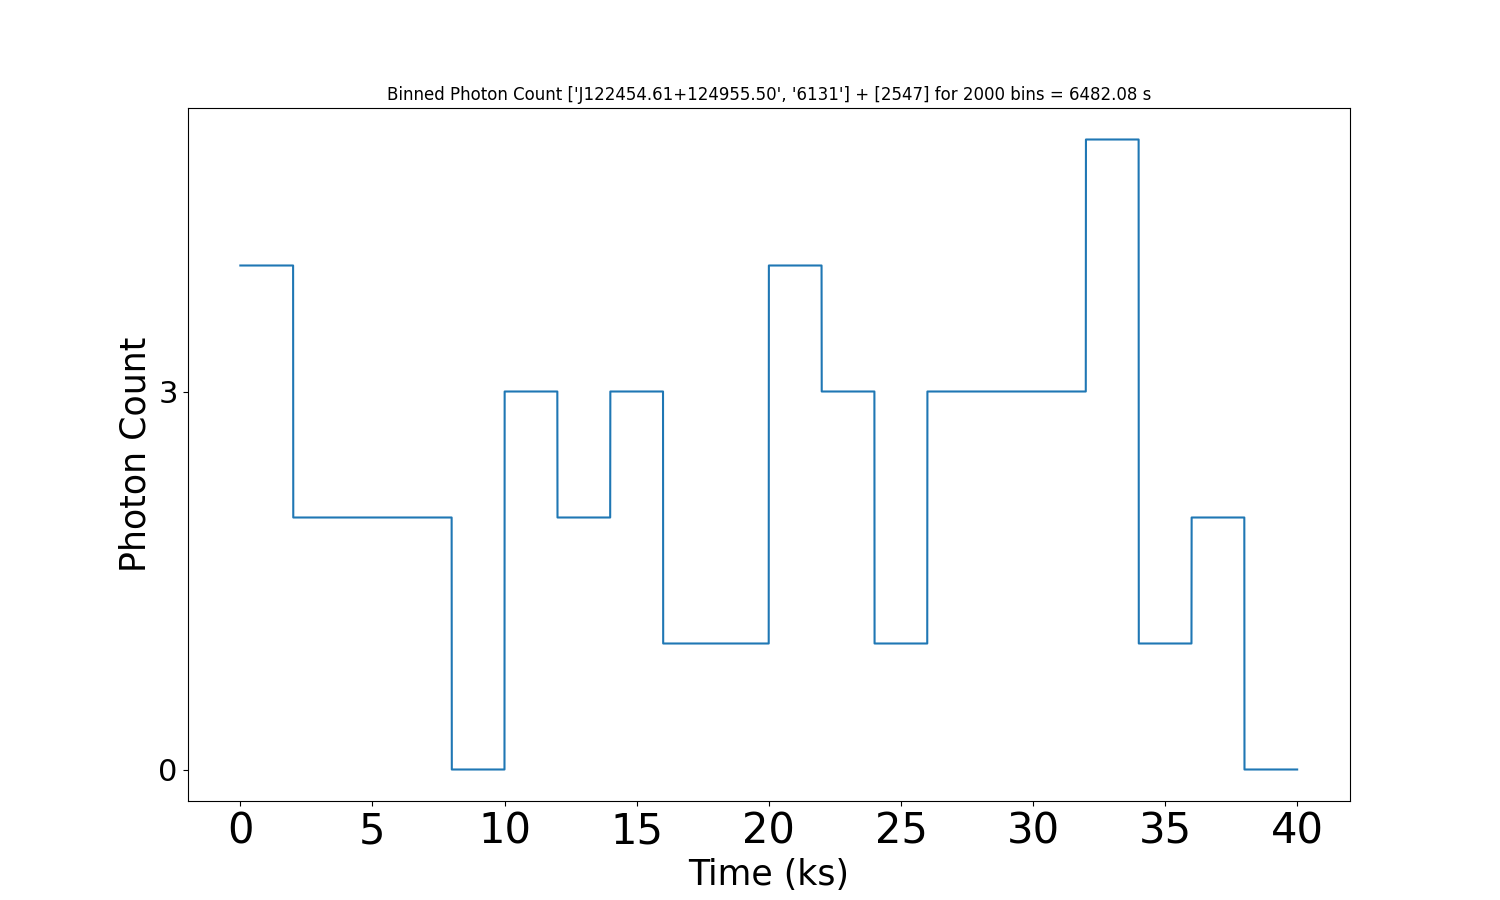 Binned Photon Count ['J122454.61+124955.50', '6131'] + [2547] for 2000 bins = 6482.08 s
Photon Count
3
0
0 5 10 15 20 25 30 35 40
Time (ks)